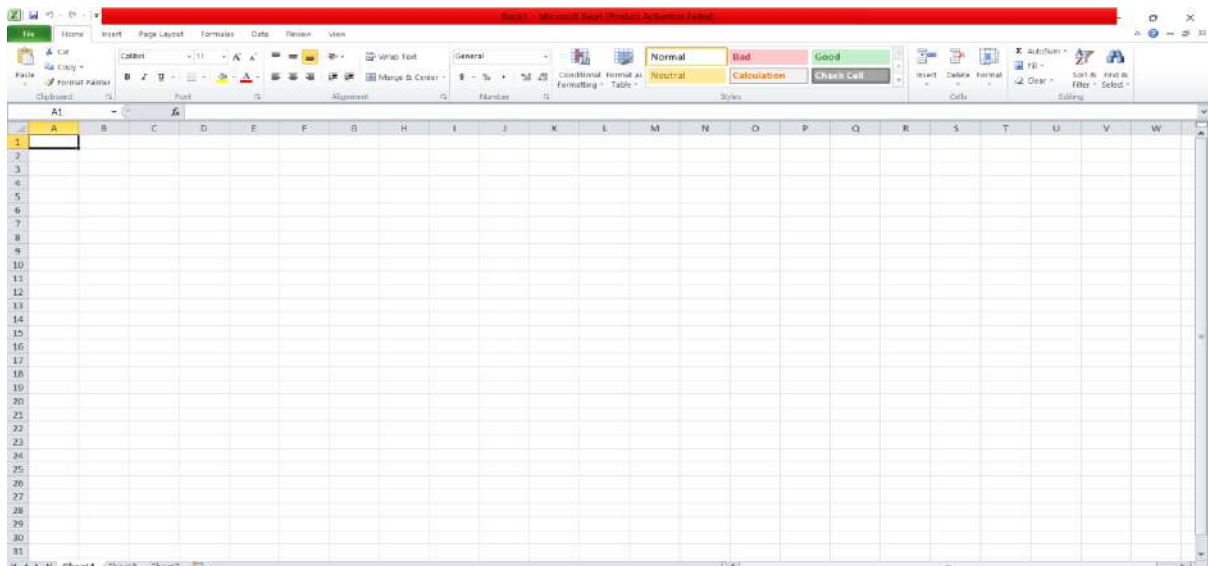 Book1 - Microsoft Excel (Product Activation Failed)
File Home Insert Page Layout Formulas Data Review View
Paste
Cut
Copy
Format Painter
Clipboard
Calibri 11
B I U
Font
Wrap Text
Merge & Center
Alignment
General
$ %
Number
Conditional Formatting
Format as Table
Normal Bad Good
Neutral Calculation Check Cell
Styles
Insert Delete Format
Cells
AutoSum
Fill
Clear
Sort & Filter
Find & Select
Editing
A1 fx
A B C D E F G H I J K L M N O P Q R S T U V W
1
2
3
4
5
6
7
8
9
10
11
12
13
14
15
16
17
18
19
20
21
22
23
24
25
26
27
28
29
30
31
Sheet1 Sheet2 Sheet3